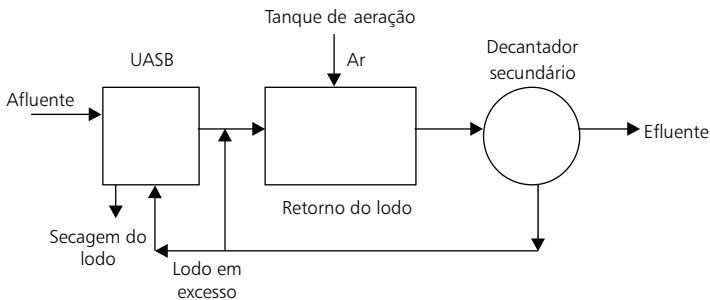 Tanque de aeração
Ar
UASB
Decantador
secundário
Afluente
Efluente
Retorno do lodo
Secagem do
lodo
Lodo em
excesso